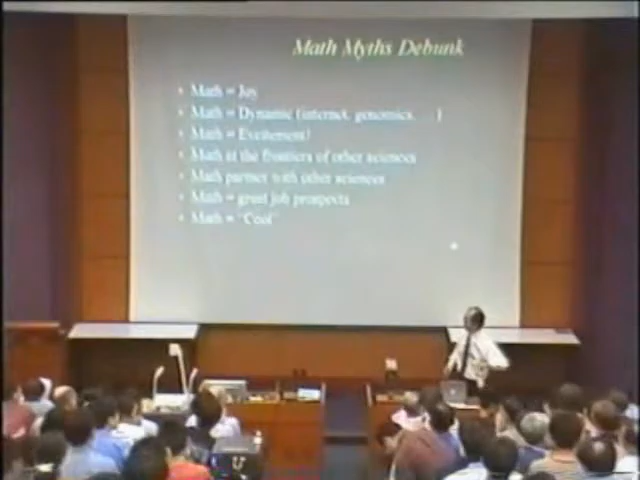 Math Myths Debunk
• Math = Joy
• Math = Dynamic (internet, genomics, )
• Math = Excitement!
• Math at the frontiers of other sciences
• Math partner with other sciences
• Math = great job prospects
• Math = "Cool"